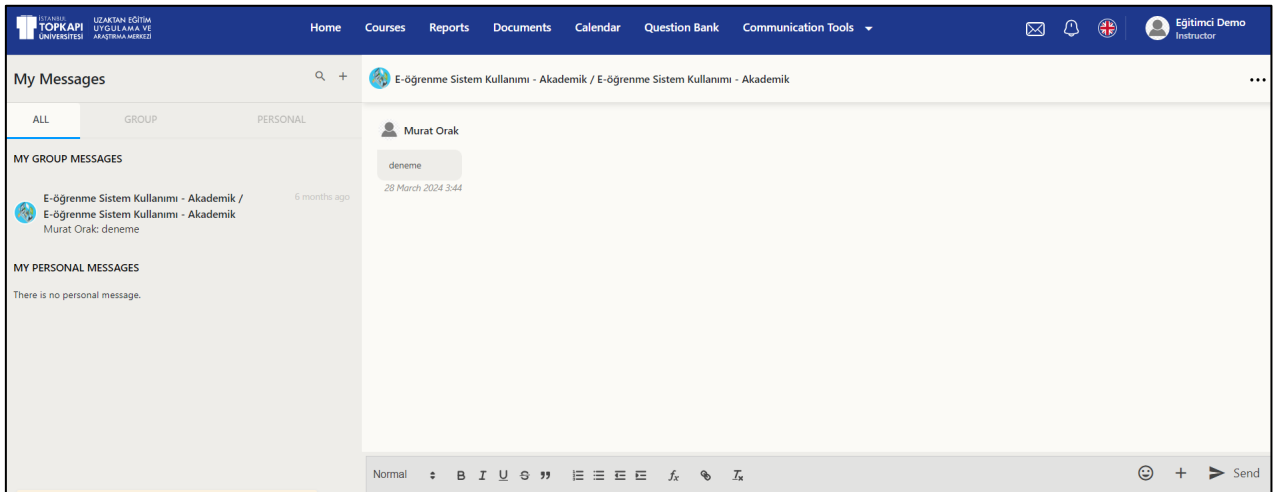 İSTANBUL
TOPKAPI
ÜNİVERSİTESİ
UZAKTAN EĞİTİM
UYGULAMA VE
ARAŞTIRMA MERKEZİ
Home Courses Reports Documents Calendar Question Bank Communication Tools
Eğitimci Demo
Instructor
My Messages
ALL GROUP PERSONAL
MY GROUP MESSAGES
E-öğrenme Sistem Kullanımı - Akademik / 6 months ago
E-öğrenme Sistem Kullanımı - Akademik
Murat Orak: deneme
MY PERSONAL MESSAGES
There is no personal message.
E-öğrenme Sistem Kullanımı - Akademik / E-öğrenme Sistem Kullanımı - Akademik
Murat Orak
deneme
28 March 2024 3:44
Normal B I U S fx Tx Send